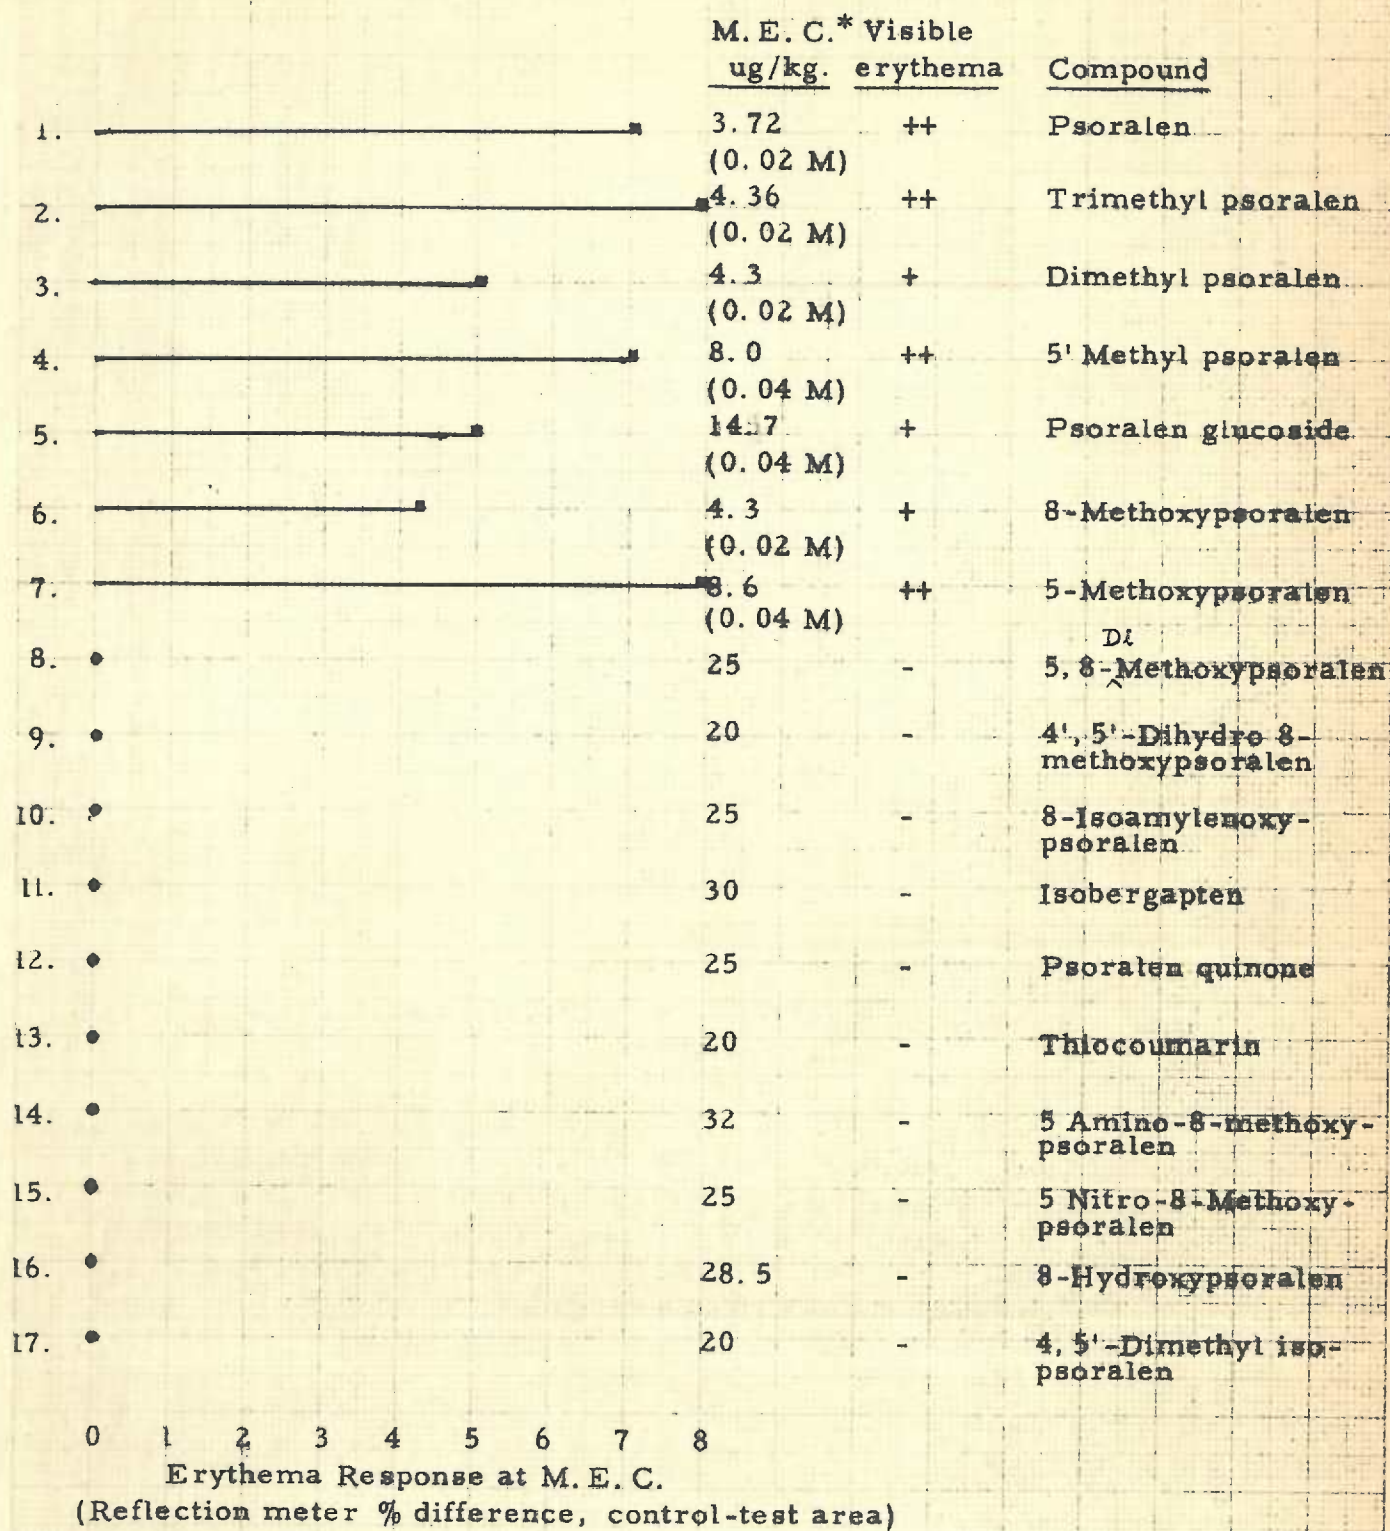 M. E. C.* Visible
ug/kg. erythema Compound
1. 3.72 ++ Psoralen
(0.02 M)
2. 4.36 ++ Trimethyl psoralen
(0.02 M)
3. 4.3 + Dimethyl psoralen
(0.02 M)
4. 8.0 ++ 5' Methyl psoralen
(0.04 M)
5. 14.7 + Psoralen glucoside
(0.04 M)
6. 4.3 + 8-Methoxypsoralen
(0.02 M)
7. 8.6 ++ 5-Methoxypsoralen
(0.04 M)
Di
8. 25 - 5, 8-^Methoxypsoralen
9. 20 - 4', 5'-Dihydro 8-
methoxypsoralen
10. 25 - 8-Isoamylenoxy-
psoralen
11. 30 - Isobergapten
12. 25 - Psoralen quinone
13. 20 - Thiocoumarin
14. 32 - 5 Amino-8-methoxy-
psoralen
15. 25 - 5 Nitro-8-Methoxy-
psoralen
16. 28.5 - 8-Hydroxypsoralen
17. 20 - 4, 5'-Dimethyl iso-
psoralen
0 1 2 3 4 5 6 7 8
Erythema Response at M. E. C.
(Reflection meter % difference, control-test area)